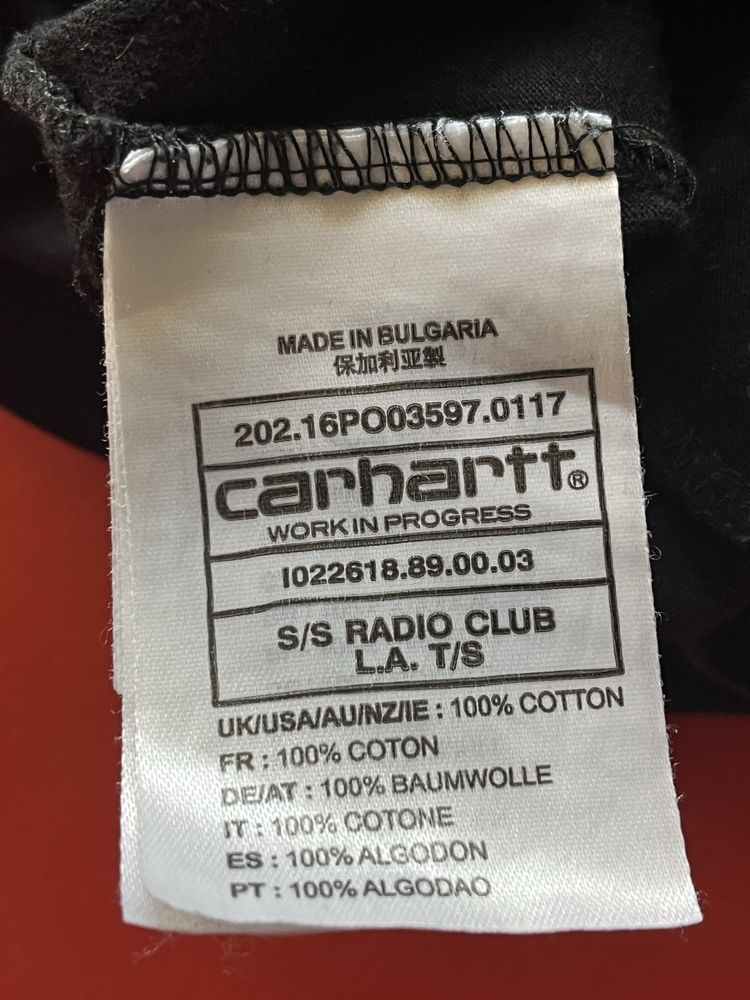 MADE IN BULGARIA
保加利亚製
202.16PO03597.0117
carhartt®
WORK IN PROGRESS
I022618.89.00.03
S/S RADIO CLUB
L.A. T/S
UK/USA/AU/NZ/IE : 100% COTTON
FR : 100% COTON
DE/AT : 100% BAUMWOLLE
IT : 100% COTONE
ES : 100% ALGODON
PT : 100% ALGODAO